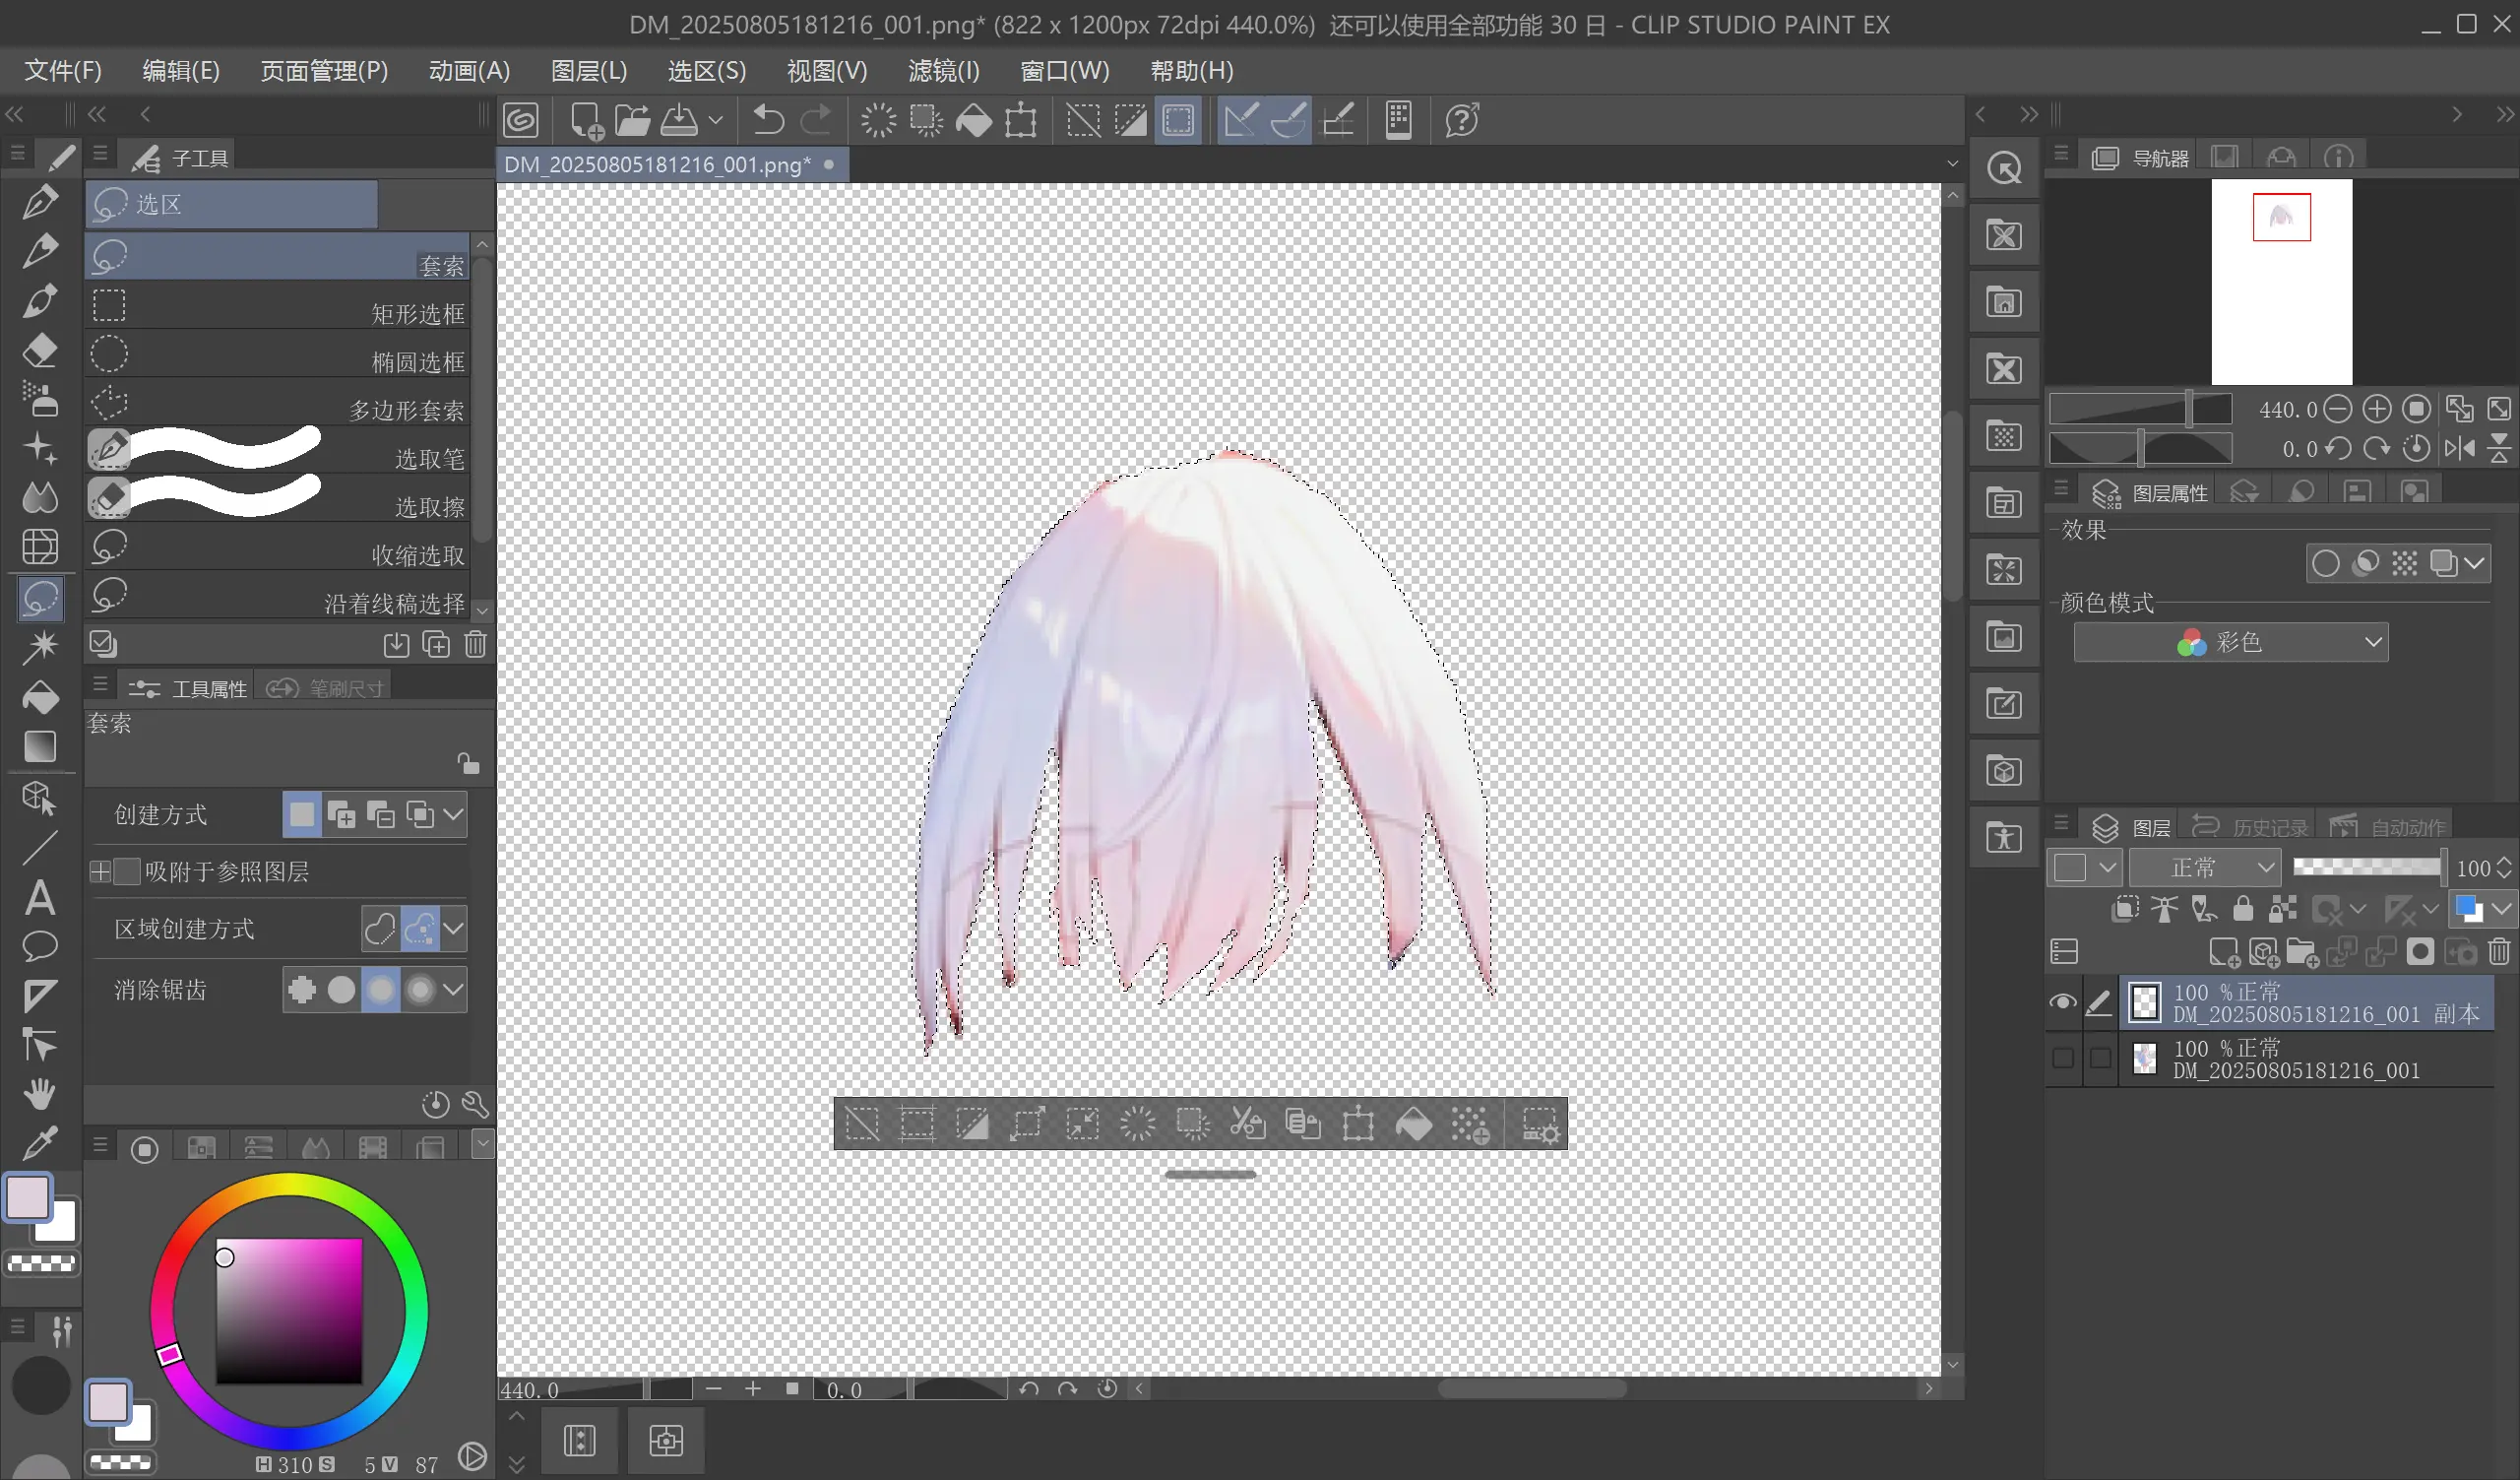 DM_20250805181216_001.png* (822 x 1200px 72dpi 440.0%) 还可以使用全部功能 30 日 - CLIP STUDIO PAINT EX
文件(F) 编辑(E) 页面管理(P) 动画(A) 图层(L) 选区(S) 视图(V) 滤镜(I) 窗口(W) 帮助(H)
子工具
选区
套索
矩形选框
椭圆选框
多边形套索
选取笔
选取擦
收缩选取
沿着线稿选择
工具属性 笔刷尺寸
套索
创建方式
吸附于参照图层
区域创建方式
消除锯齿
H 310 S 5 V 87
DM_20250805181216_001.png*
440.0 0.0
导航器
440.0
0.0
图层属性
效果
颜色模式
彩色
图层 历史记录 自动动作
正常 100
100 %正常
DM_20250805181216_001 副本
100 %正常
DM_20250805181216_001